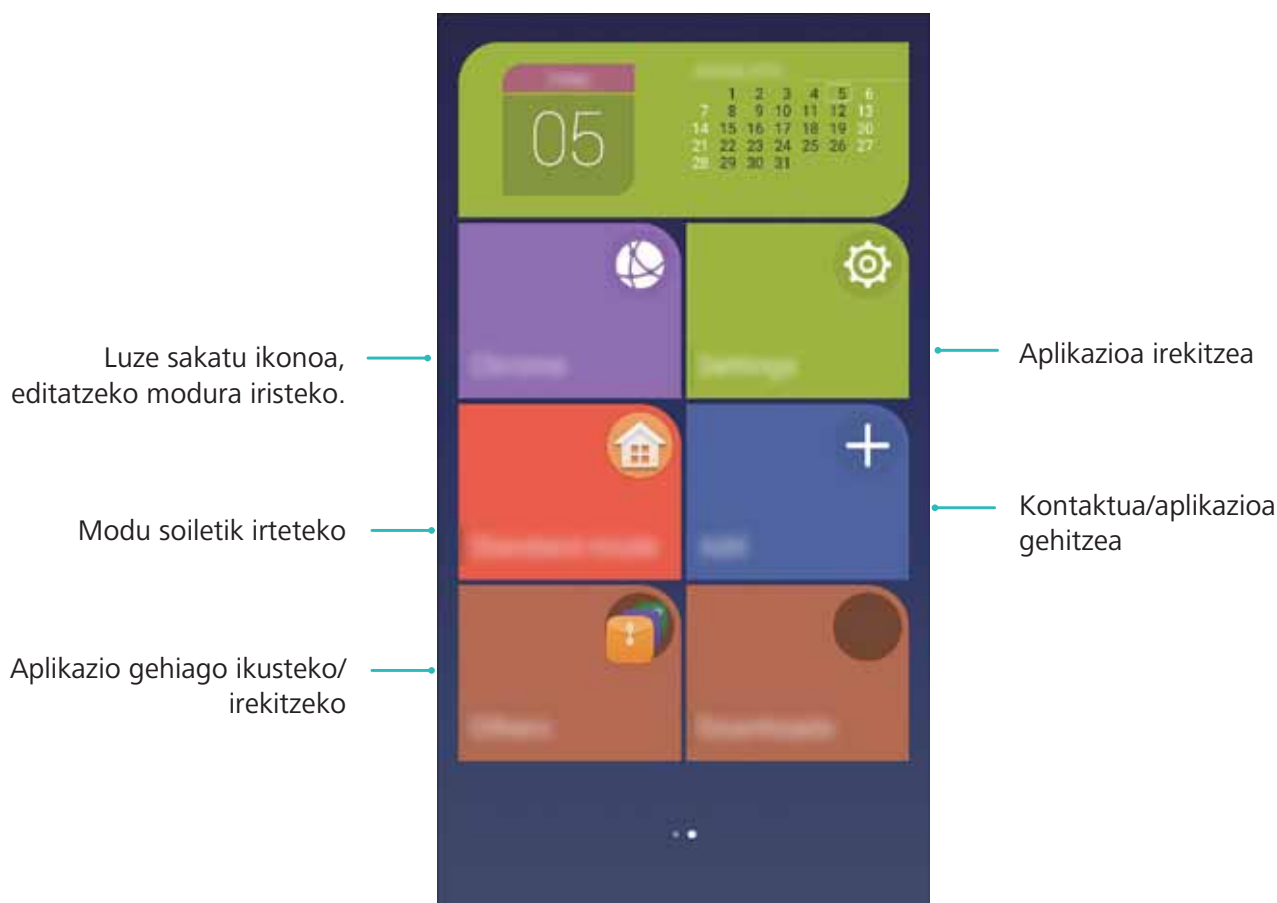 05
1 2 3 4 5 6
7 8 9 10 11 12 13
14 15 16 17 18 19 20
21 22 23 24 25 26 27
28 29 30 31
Luze sakatu ikonoa,
editatzeko modura iristeko.
Aplikazioa irekitzea
Modu soiletik irteteko
Kontaktua/aplikazioa
gehitzea
Aplikazio gehiago ikusteko/
irekitzeko